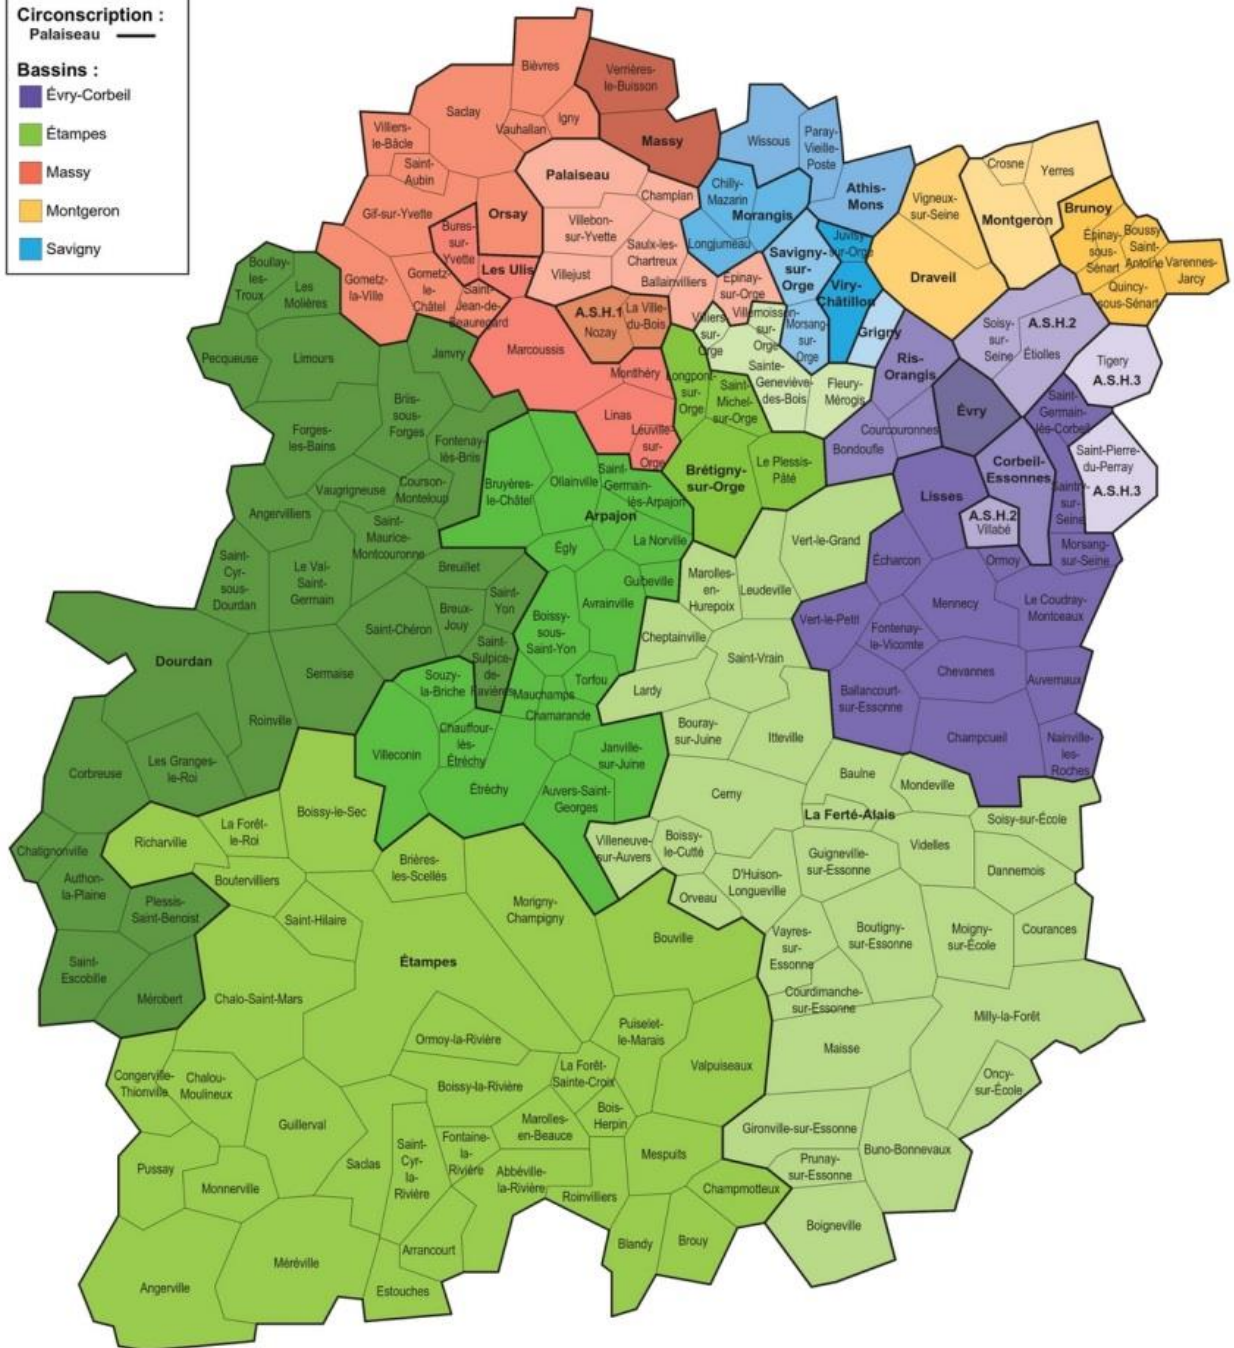 Circonscription :
Palaiseau
Bassins :
Évry-Corbeil
Étampes
Massy
Montgeron
Savigny
Bièvres
Verrières-
le-Buisson
Saclay
Igny
Vauhallan
Villiers-
le-Bâcle
Massy
Wissous
Paray-
Vieille-
Poste
Saint-
Aubin
Palaiseau
Champlan
Chilly-
Mazarin
Athis-
Mons
Crosne
Yerres
Gif-sur-Yvette
Orsay
Villebon-
sur-Yvette
Morangis
Vigneux-
sur-Seine
Montgeron
Brunoy
Bures-
sur-
Yvette
Saulx-les-
Chartreux
Longjumeau
Savigny-
sur-
Orge
Juvisy-
sur-Orge
Épinay-
sous-
Sénart
Boussy-
Saint-
Antoine
Varennes-
Jarcy
Boullay-
les-
Troux
Les
Molières
Gometz-
la-Ville
Gometz-
le-
Châtel
Les Ulis
Villejust
Ballainvilliers
Épinay-
sur-Orge
Viry-
Châtillon
Draveil
Quincy-
sous-Sénart
Saint-
Jean-de-
Beauregard
A.S.H.1
Nozay
La Ville-
du-Bois
Villiers-
sur-
Orge
Villemoisson-
sur-
Orge
Morsang-
sur-
Orge
Grigny
Soisy-
sur-
Seine
A.S.H.2
Étiolles
Tigery
A.S.H.3
Pecqueuse
Limours
Janvry
Marcoussis
Montlhéry
Longpont-
sur-
Orge
Saint-
Michel-
sur-Orge
Sainte-
Geneviève-
des-Bois
Fleury-
Mérogis
Ris-
Orangis
Évry
Saint-
Germain-
lès-Corbeil
Briis-
sous-
Forges
Linas
Leuville-
sur-
Orge
Courcouronnes
Bondoufle
Forges-
les-Bains
Fontenay-
lès-Briis
Brétigny-
sur-Orge
Le Plessis-
Pâté
Corbeil-
Essonnes
Saint-Pierre-
du-Perray
A.S.H.3
Vaugrigneuse
Courson-
Monteloup
Bruyères-
le-Châtel
Ollainville
Saint-
Germain-
lès-Arpajon
Lisses
Saintry-
sur-
Seine
Angervilliers
Saint-
Maurice-
Montcouronne
Arpajon
La Norville
A.S.H.2
Villabé
Vert-le-Grand
Égly
Écharcon
Ormoy
Morsang-
sur-Seine
Saint-
Cyr-
sous-
Dourdan
Le Val-
Saint-
Germain
Breuillet
Guibeville
Marolles-
en-
Hurepoix
Leudeville
Saint-
Yon
Breux-
Jouy
Avrainville
Mennecy
Le Coudray-
Montceaux
Saint-Chéron
Boissy-
sous-
Saint-Yon
Cheptainville
Vert-le-Petit
Fontenay-
le-Vicomte
Dourdan
Sermaise
Saint-
Sulpice-
de-
Favières
Saint-Vrain
Chevannes
Auvernaux
Souzy-
la-Briche
Mauchamps
Torfou
Lardy
Ballancourt-
sur-Essonne
Roinville
Chamarande
Bouray-
sur-Juine
Itteville
Champcueil
Nainville-
les-
Roches
Villeconin
Chauffour-
lès-
Étréchy
Janville-
sur-Juine
Corbreuse
Les Granges-
le-Roi
Étréchy
Auvers-Saint-
Georges
Cerny
Baulne
Mondeville
Boissy-le-Sec
La Ferté-Alais
Soisy-sur-École
Richarville
La Forêt-
le-Roi
Villeneuve-
sur-Auvers
Boissy-
le-Cutté
Chatignonville
Brières-
les-Scellés
Guigneville-
sur-Essonne
Videlles
Dannemois
Authon-
la-Plaine
Boutervilliers
D'Huison-
Longueville
Orveau
Plessis-
Saint-Benoist
Saint-Hilaire
Morigny-
Champigny
Bouville
Vayres-
sur-
Essonne
Boutigny-
sur-Essonne
Moigny-
sur-École
Courances
Saint-
Escobille
Étampes
Mérobert
Chalo-Saint-Mars
Courdimanche-
sur-Essonne
Milly-la-Forêt
Ormoy-la-Rivière
Puiselet-
le-Marais
Maisse
Valpuiseaux
Congerville-
Thionville
Chalou-
Moulineux
Boissy-la-Rivière
La Forêt-
Sainte-Croix
Oncy-
sur-École
Guillerval
Marolles-
en-Beauce
Bois-
Herpin
Gironville-sur-Essonne
Saclas
Saint-
Cyr-
la-
Rivière
Fontaine-
la-
Rivière
Mespuits
Buno-Bonnevaux
Pussay
Monnerville
Abbéville-
la-Rivière
Roinvilliers
Champmotteux
Prunay-
sur-Essonne
Boigneville
Arrancourt
Blandy
Brouy
Méréville
Angerville
Estouches